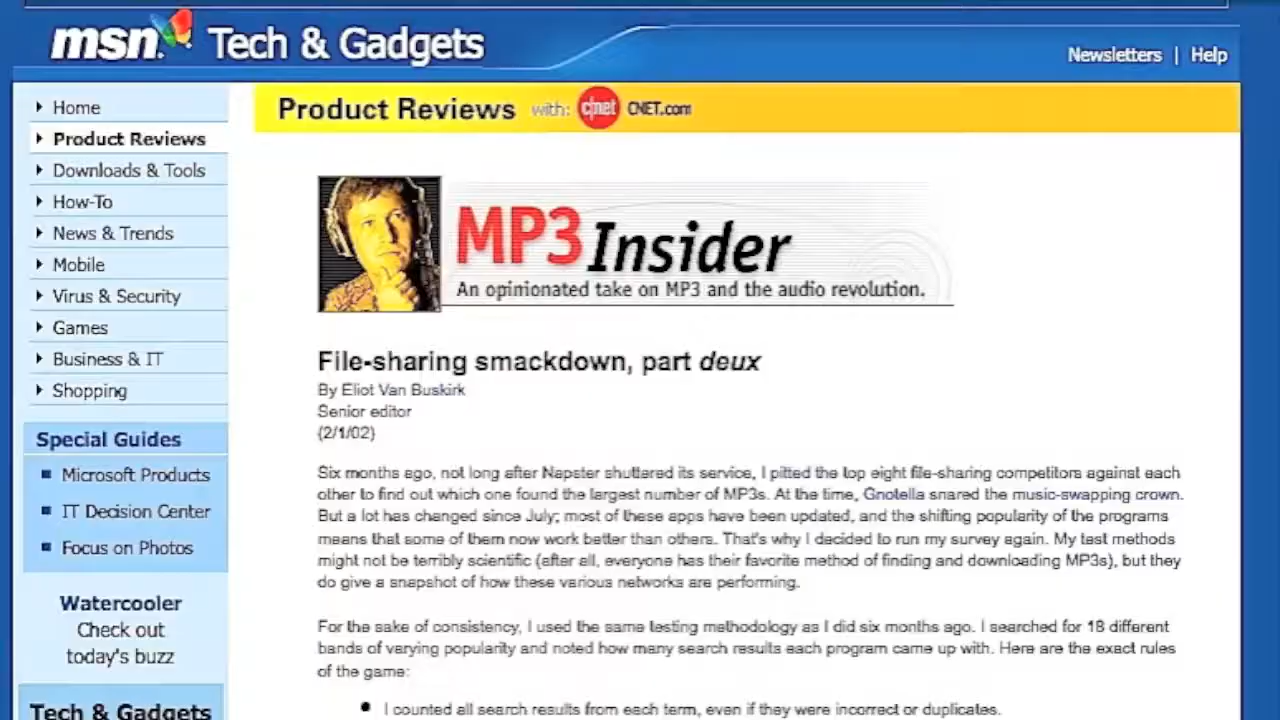 msn Tech & Gadgets
Newsletters | Help
Home
Product Reviews
Downloads & Tools
How-To
News & Trends
Mobile
Virus & Security
Games
Business & IT
Shopping
Special Guides
Microsoft Products
IT Decision Center
Focus on Photos
Watercooler
Check out
today's buzz
Tech & Gadgets
Product Reviews with: c|net CNET.com
MP3 Insider
An opinionated take on MP3 and the audio revolution.
File-sharing smackdown, part deux
By Eliot Van Buskirk
Senior editor
(2/1/02)
Six months ago, not long after Napster shuttered its service, I pitted the top eight file-sharing competitors against each
other to find out which one found the largest number of MP3s. At the time, Gnotella snared the music-swapping crown.
But a lot has changed since July; most of these apps have been updated, and the shifting popularity of the programs
means that some of them now work better than others. That's why I decided to run my survey again. My test methods
might not be terribly scientific (after all, everyone has their favorite method of finding and downloading MP3s), but they
do give a snapshot of how these various networks are performing.
For the sake of consistency, I used the same testing methodology as I did six months ago. I searched for 18 different
bands of varying popularity and noted how many search results each program came up with. Here are the exact rules
of the game:
• I counted all search results from each term, even if they were incorrect or duplicates.